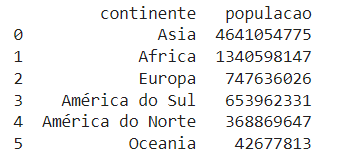 continente populacao
0 Asia 4641054775
1 Africa 1340598147
2 Europa 747636026
3 América do Sul 653962331
4 América do Norte 368869647
5 Oceania 42677813